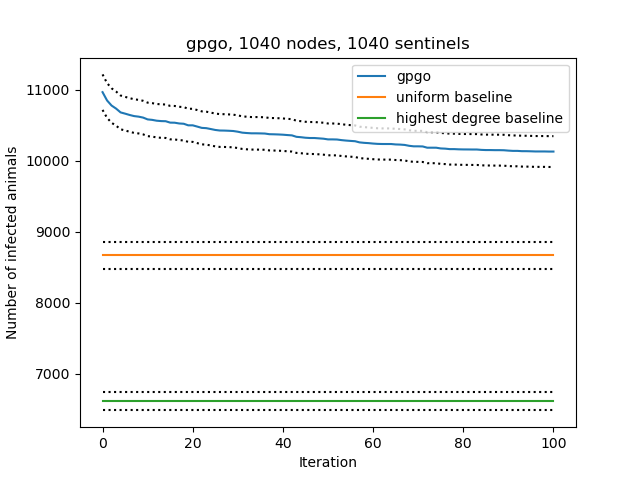 gpgo, 1040 nodes, 1040 sentinels
gpgo
uniform baseline
highest degree baseline
Number of infected animals
11000
10000
9000
8000
7000
0 20 40 60 80 100
Iteration